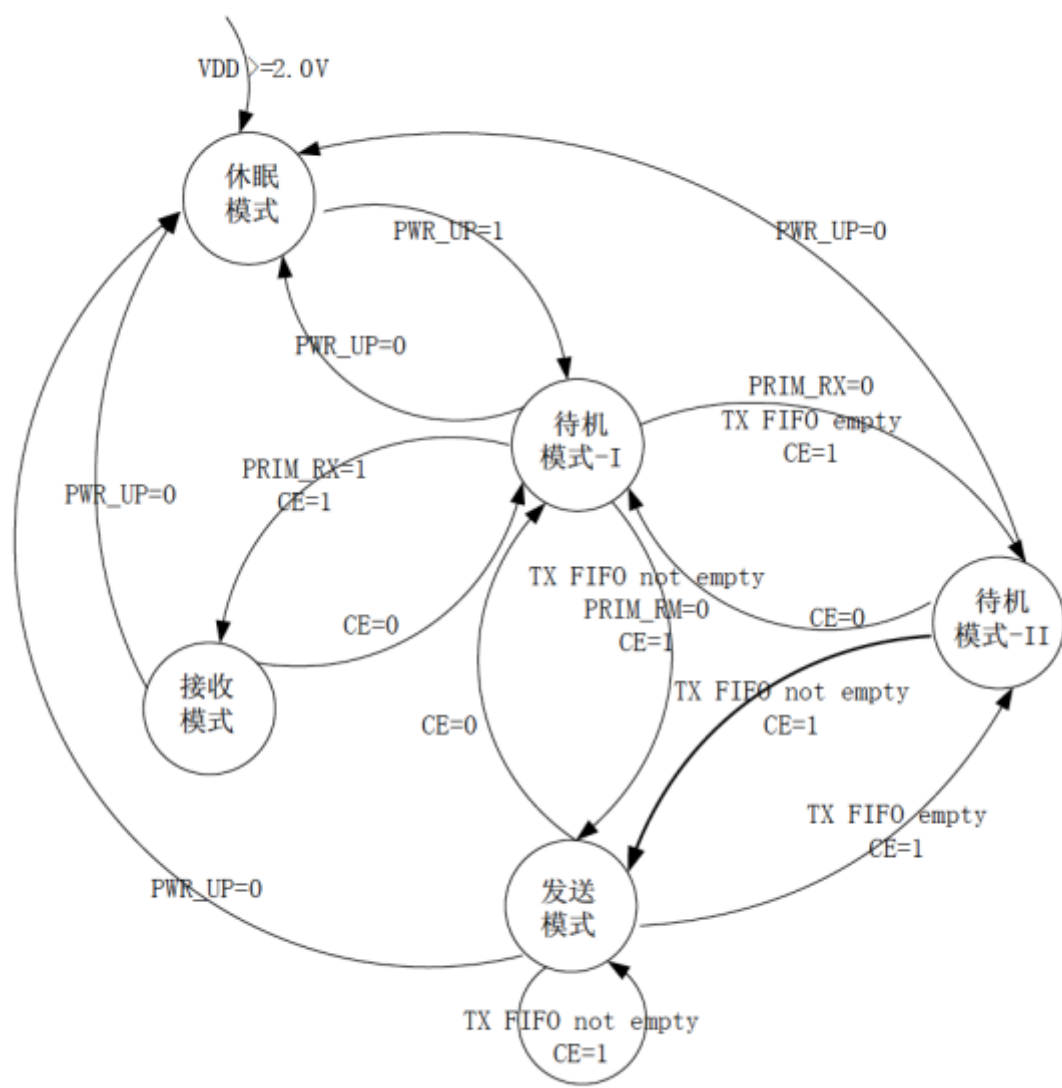 VDD >=2.0V
休眠
模式
PWR_UP=1
PWR_UP=0
PWR_UP=0
待机
模式-I
PRIM_RX=0
TX FIFO empty
CE=1
PRIM_RX=1
CE=1
PWR_UP=0
TX FIFO not empty
PRIM_RM=0
CE=1
待机
模式-II
CE=0
CE=0
接收
模式
TX FIFO not empty
CE=1
CE=0
TX FIFO empty
CE=1
发送
模式
PWR_UP=0
TX FIFO not empty
CE=1